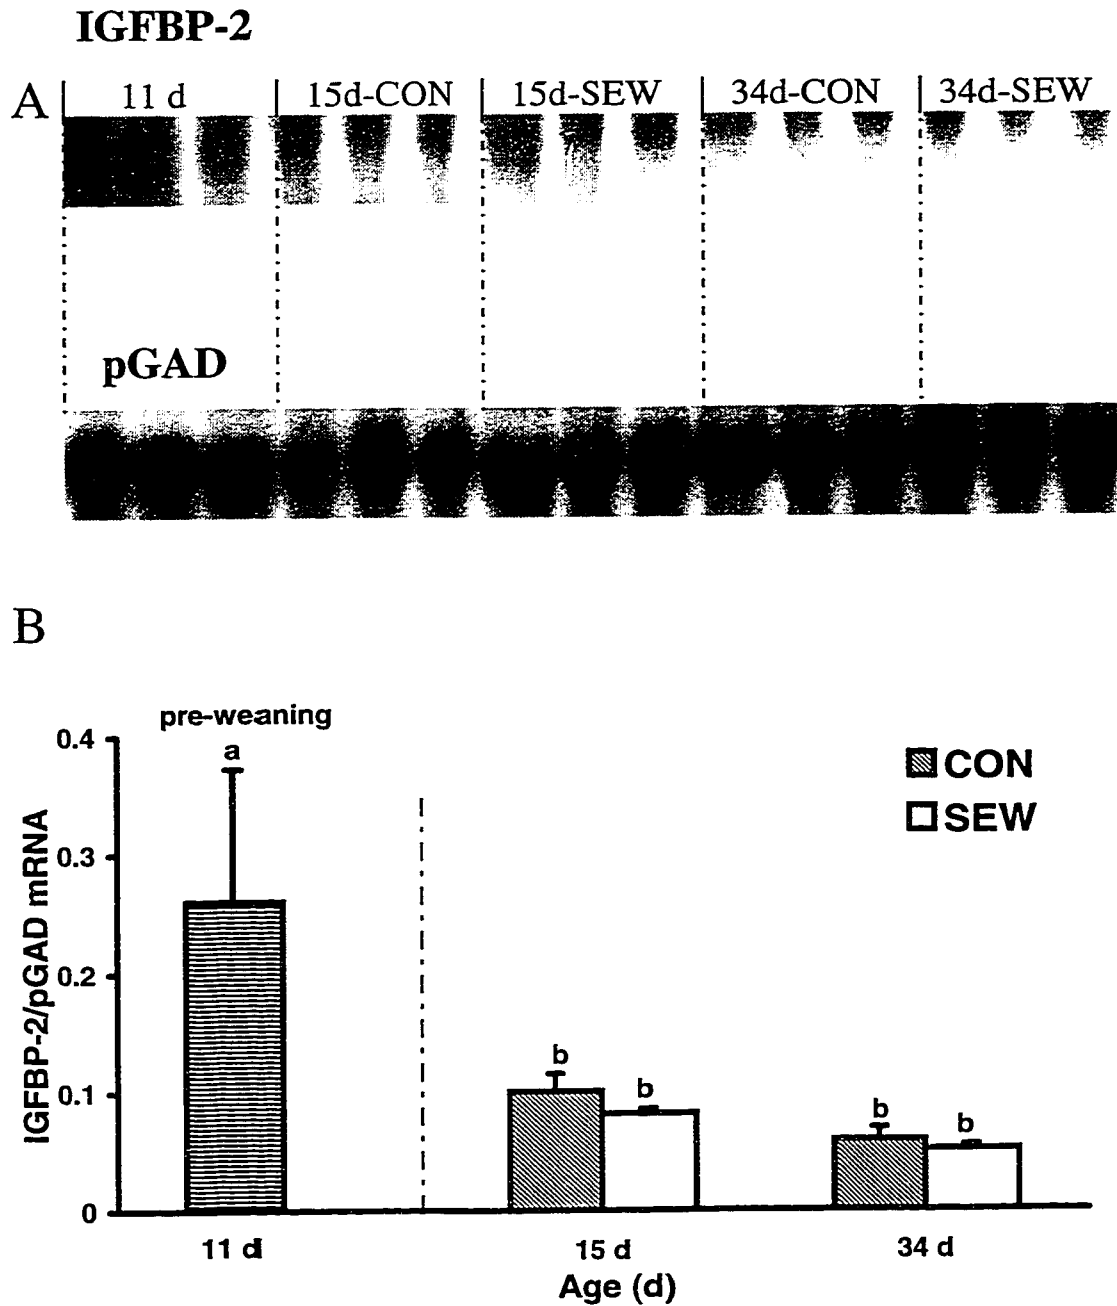 IGFBP-2
A
11 d 15d-CON 15d-SEW 34d-CON 34d-SEW
pGAD
B
pre-weaning
a
b
b
b
b
CON
SEW
0.4
0.3
0.2
0.1
0
IGFBP-2/pGAD mRNA
11 d 15 d 34 d
Age (d)